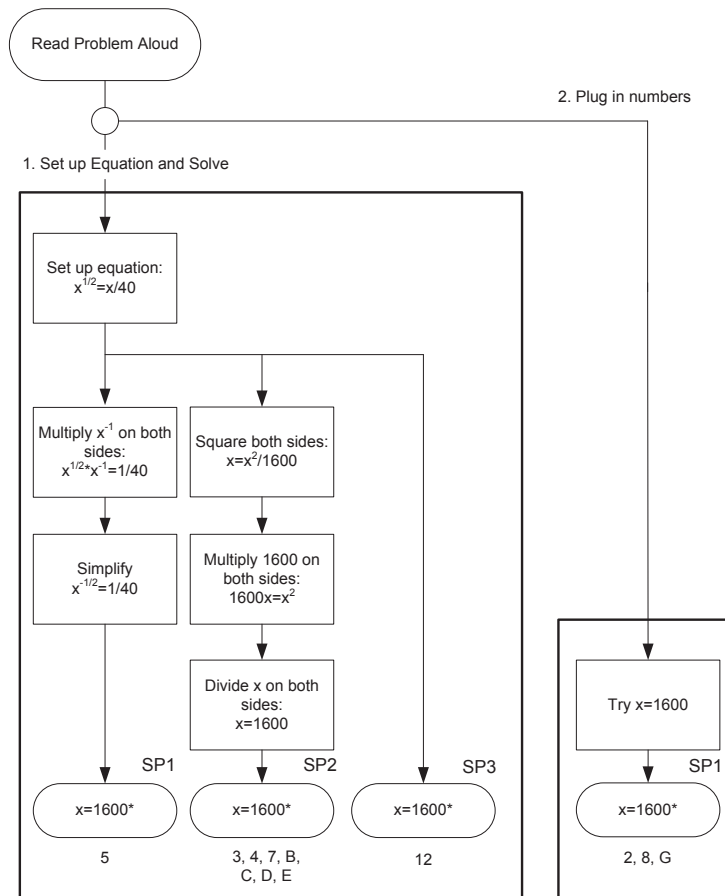 Read Problem Aloud
2. Plug in numbers
1. Set up Equation and Solve
Set up equation:
x^1/2=x/40
Multiply x^-1 on both
sides:
x^1/2*x^-1=1/40
Square both sides:
x=x^2/1600
Simplify
x^-1/2=1/40
Multiply 1600 on
both sides:
1600x=x^2
Divide x on both
sides:
x=1600
Try x=1600
SP1
SP2
SP3
SP1
x=1600*
x=1600*
x=1600*
x=1600*
5
3, 4, 7, B,
C, D, E
12
2, 8, G